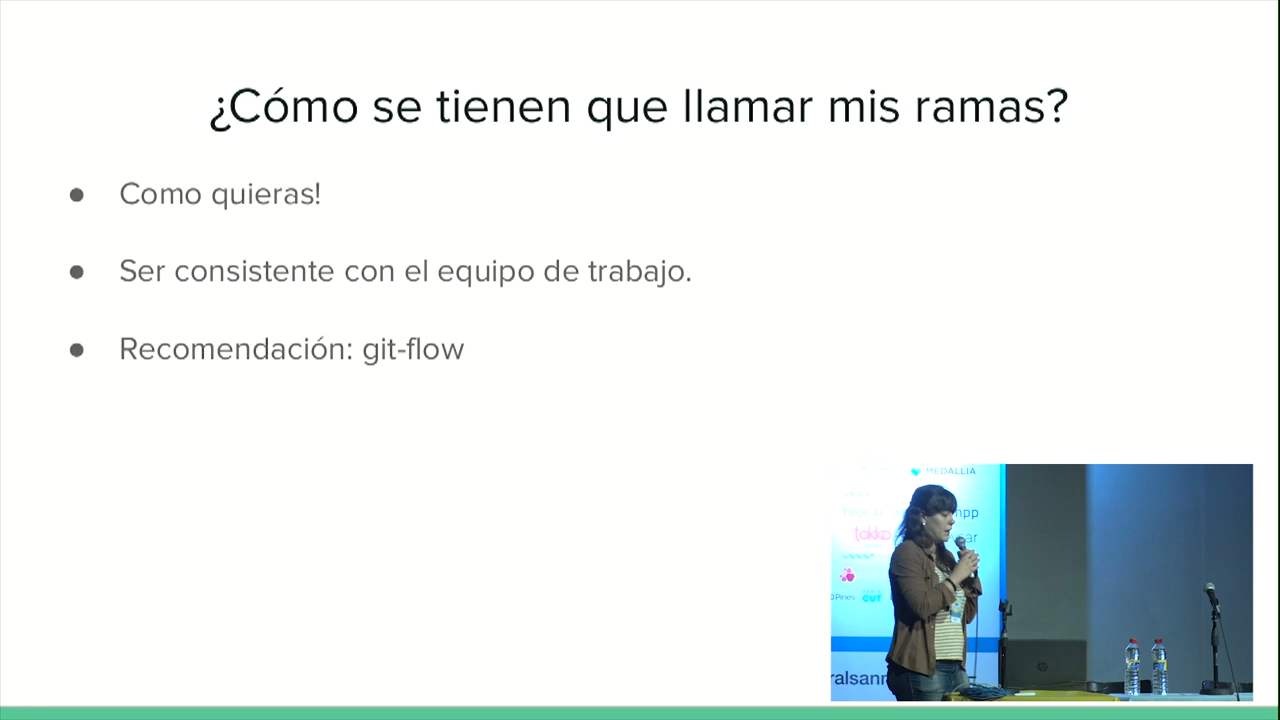 ¿Cómo se tienen que llamar mis ramas?
● Como quieras!
● Ser consistente con el equipo de trabajo.
● Recomendación: git-flow
MEDALLIA
takko